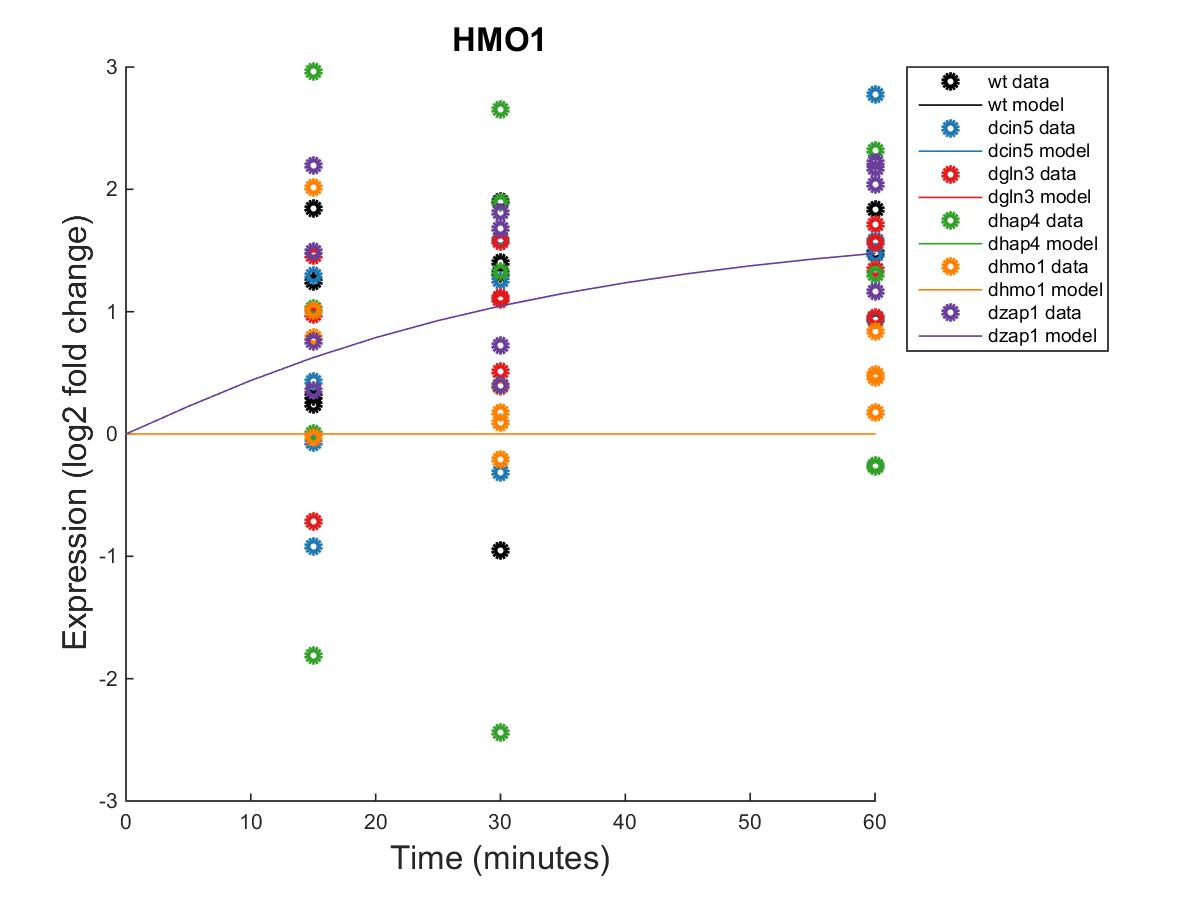 HMO1
3
2
1
0
-1
-2
-3
Expression (log2 fold change)
0 10 20 30 40 50 60
Time (minutes)
wt data
wt model
dcin5 data
dcin5 model
dgln3 data
dgln3 model
dhap4 data
dhap4 model
dhmo1 data
dhmo1 model
dzap1 data
dzap1 model